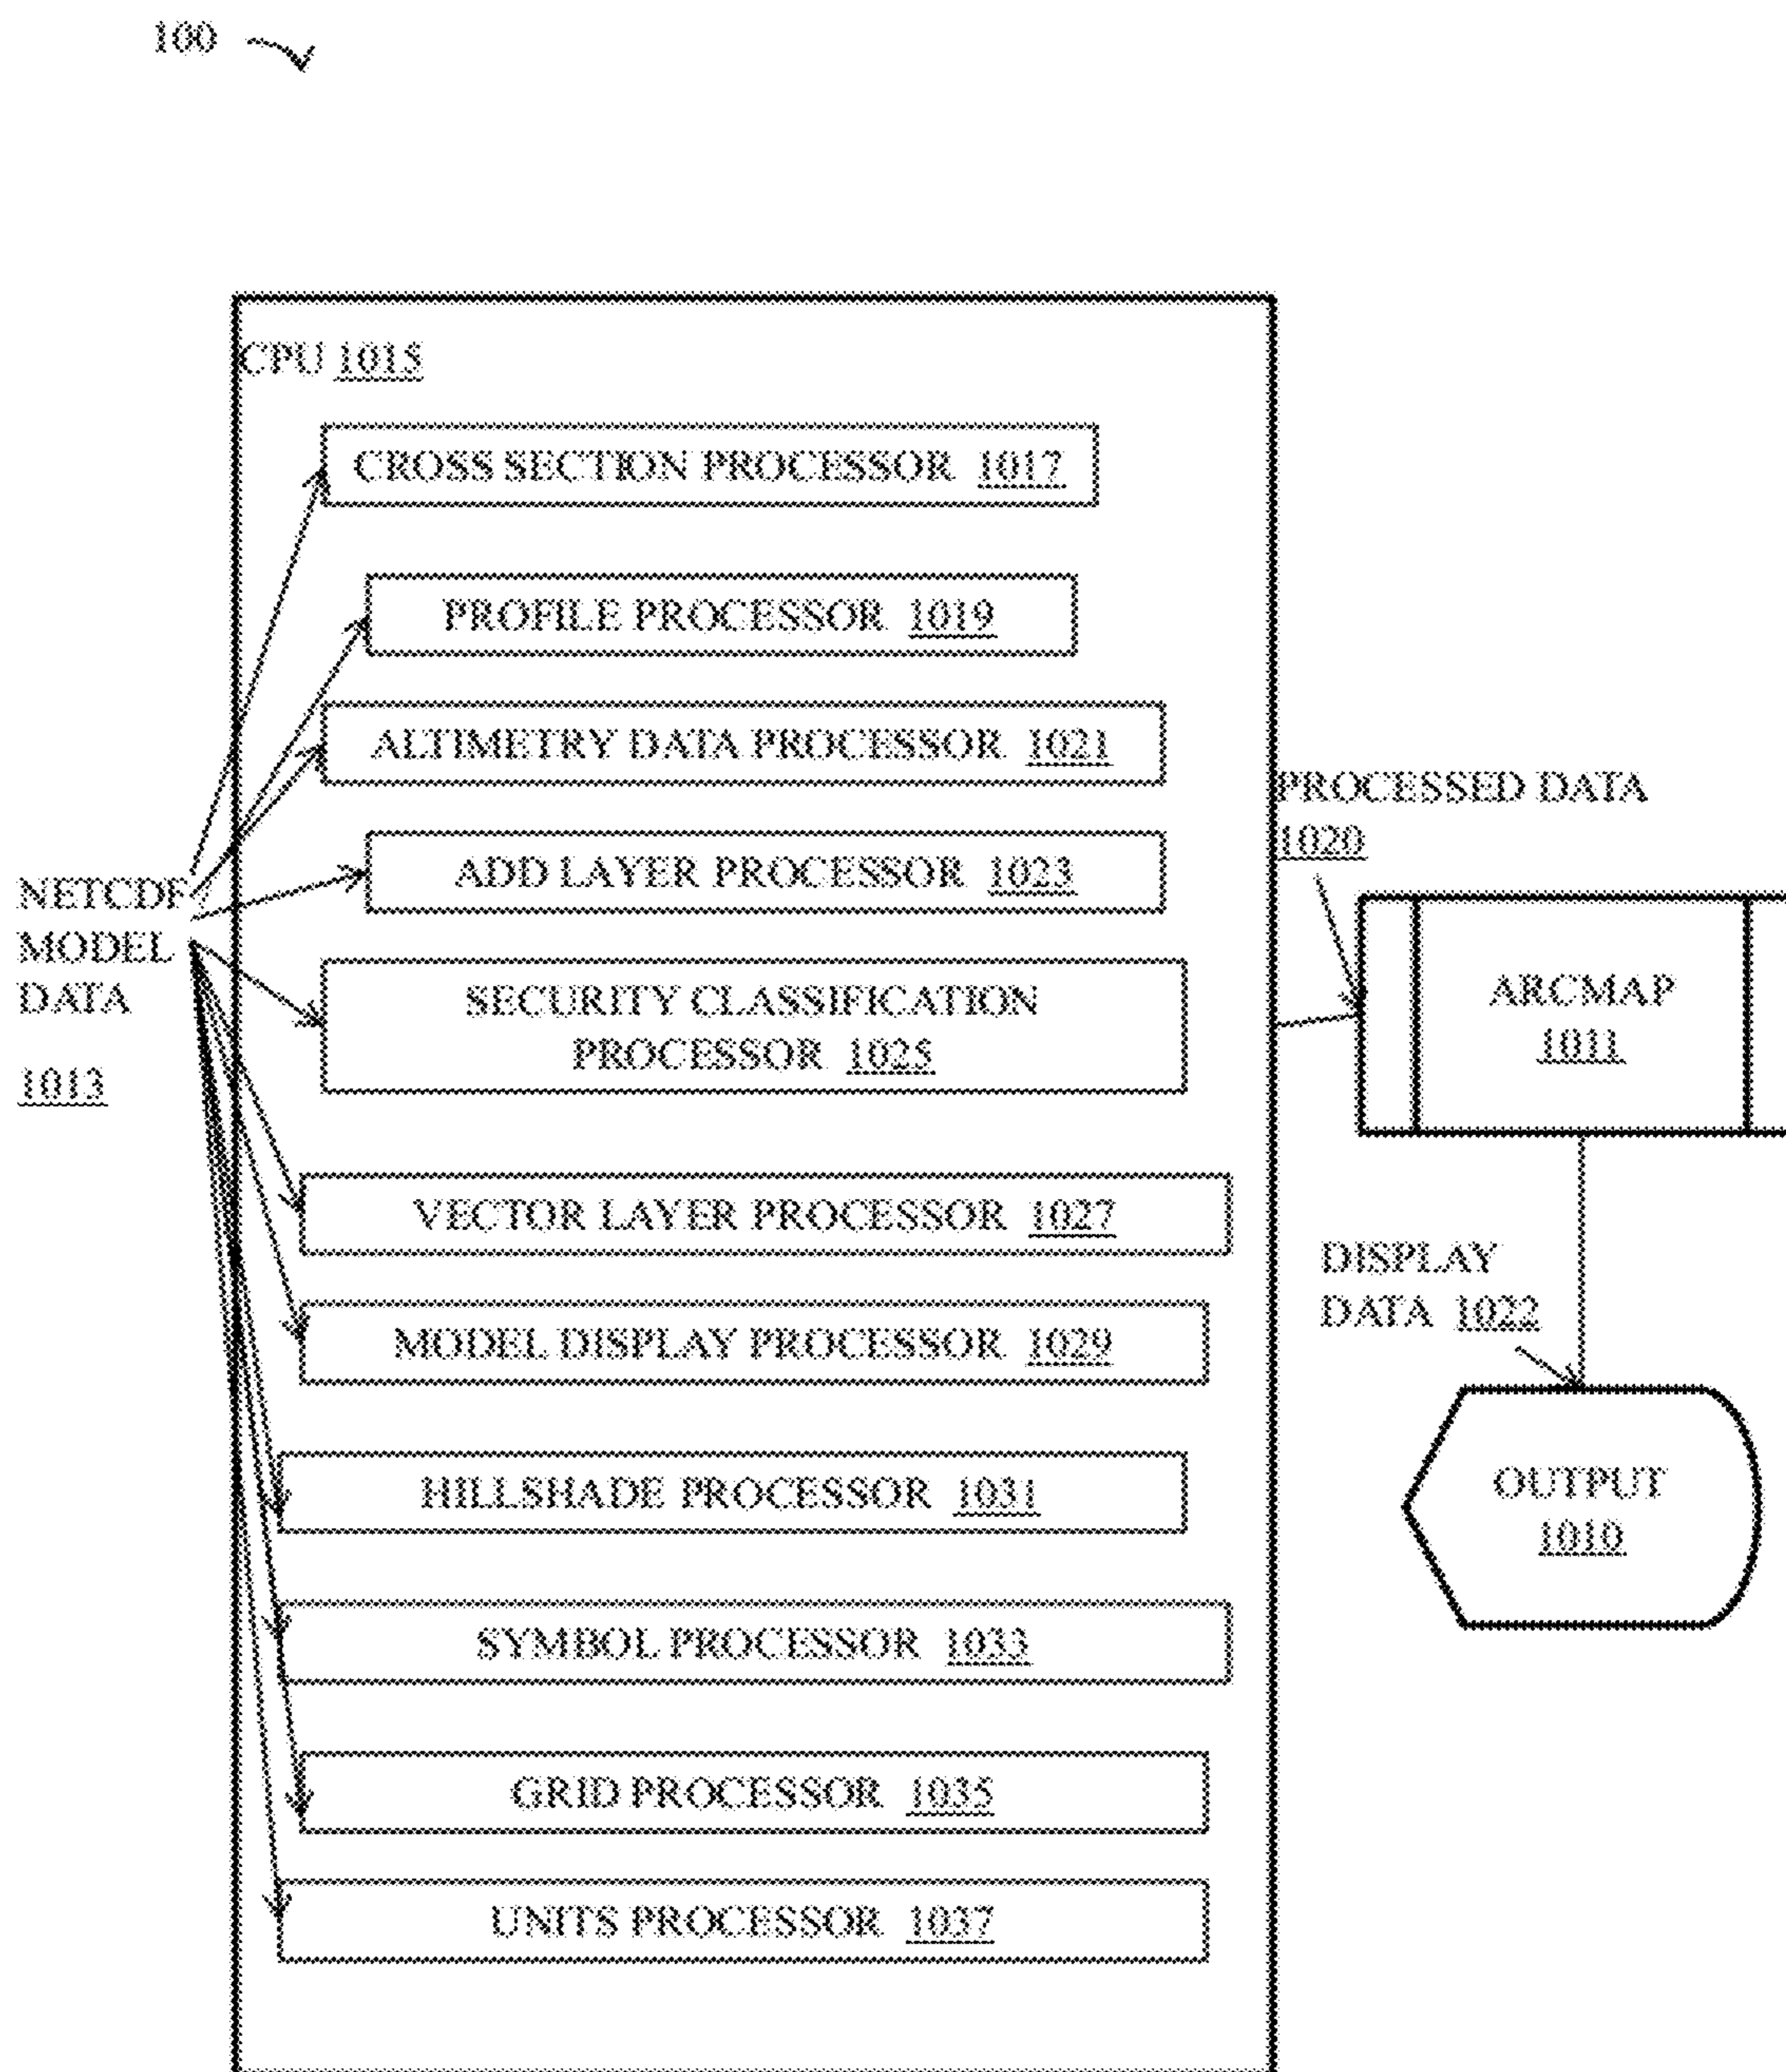 100
CPU 1015
CROSS SECTION PROCESSOR 1017
PROFILE PROCESSOR 1019
ALTIMETRY DATA PROCESSOR 1021
ADD LAYER PROCESSOR 1023
SECURITY CLASSIFICATION
PROCESSOR 1025
VECTOR LAYER PROCESSOR 1027
MODEL DISPLAY PROCESSOR 1029
HILLSHADE PROCESSOR 1031
SYMBOL PROCESSOR 1033
GRID PROCESSOR 1035
UNITS PROCESSOR 1037
NETCDF
MODEL
DATA
1013
PROCESSED DATA
1020
ARCMAP
1011
DISPLAY
DATA 1022
OUTPUT
1010